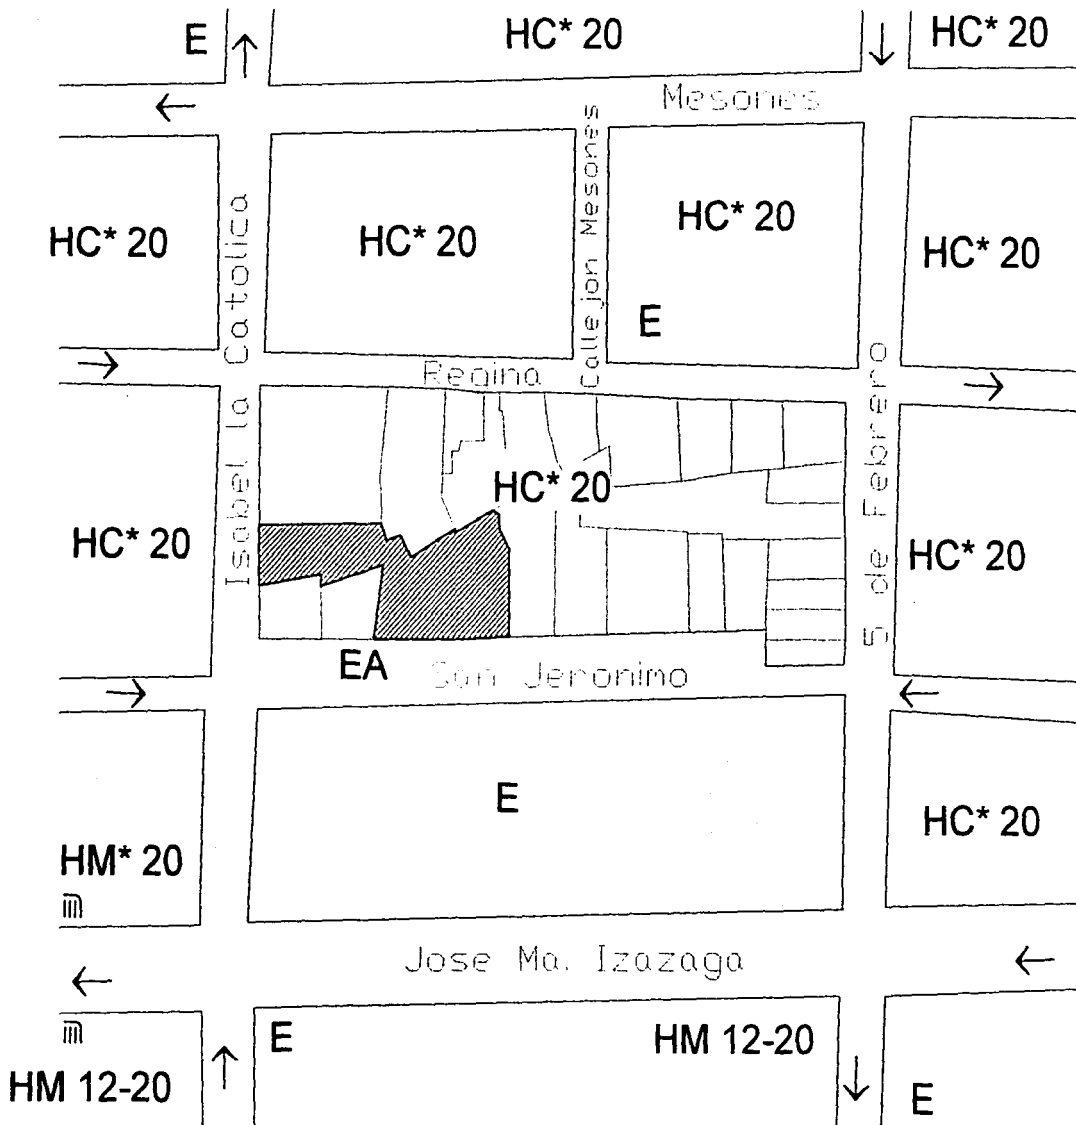 E
HC* 20
HC* 20
Mesones
HC* 20
Isabel la Catolica
HC* 20
Callejon Mesones
HC* 20
HC* 20
E
Regina
5 de Febrero
HC* 20
HC* 20
HC* 20
EA
San Jeronimo
E
HC* 20
HM* 20
Jose Ma. Izazaga
E
HM 12-20
HM 12-20
E